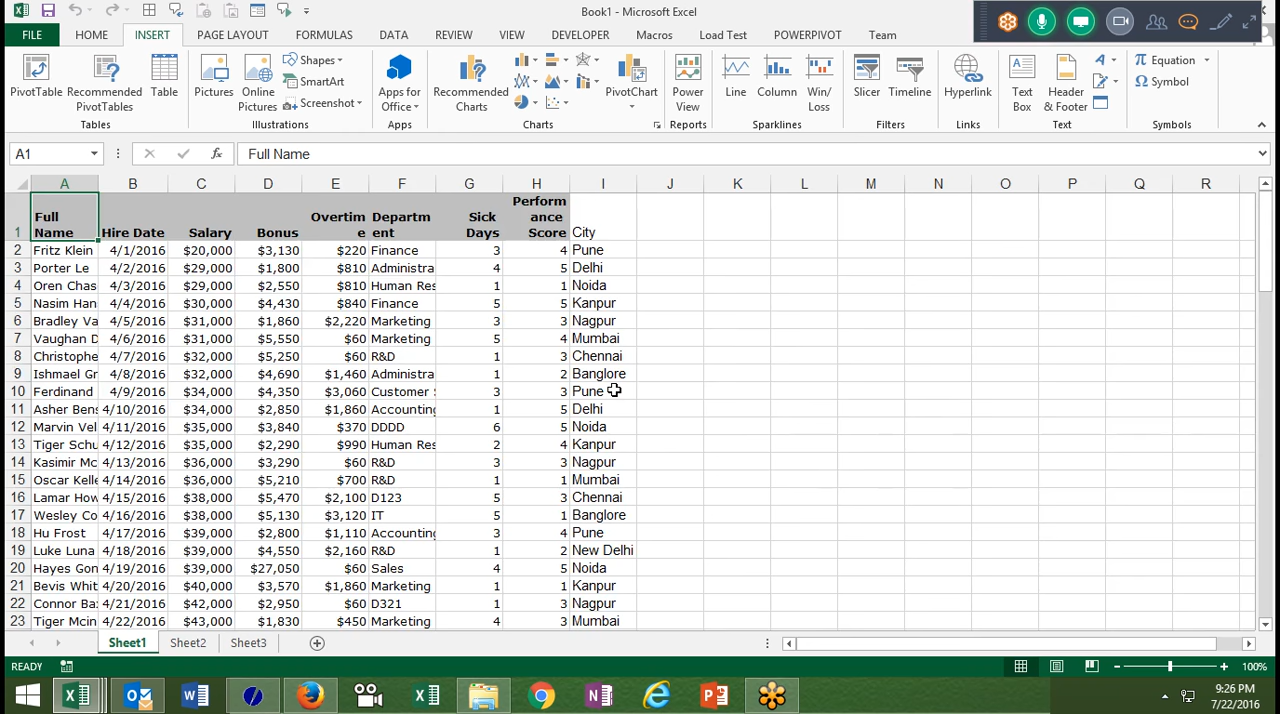 Book1 - Microsoft Excel
FILE HOME INSERT PAGE LAYOUT FORMULAS DATA REVIEW VIEW DEVELOPER Macros Load Test POWERPIVOT Team
PivotTable Recommended PivotTables Table Pictures Online Pictures Shapes SmartArt Screenshot Apps for Office Recommended Charts PivotChart Power View Line Column Win/Loss Slicer Timeline Hyperlink Text Box Header & Footer Equation Symbol
Tables Illustrations Apps Charts Reports Sparklines Filters Links Text Symbols
A1 fx Full Name
A B C D E F G H I J K L M N O P Q R
1 Full Name Hire Date Salary Bonus Overtime Department Sick Days Performance Score City
2 Fritz Klein 4/1/2016 $20,000 $3,130 $220 Finance 3 4 Pune
3 Porter Le 4/2/2016 $29,000 $1,800 $810 Administra 4 5 Delhi
4 Oren Chas 4/3/2016 $29,000 $2,550 $810 Human Res 1 1 Noida
5 Nasim Han 4/4/2016 $30,000 $4,430 $840 Finance 5 5 Kanpur
6 Bradley Va 4/5/2016 $31,000 $1,860 $2,220 Marketing 3 3 Nagpur
7 Vaughan D 4/6/2016 $31,000 $5,550 $60 Marketing 5 4 Mumbai
8 Christophe 4/7/2016 $32,000 $5,250 $60 R&D 1 3 Chennai
9 Ishmael Gr 4/8/2016 $32,000 $4,690 $1,460 Administra 1 2 Banglore
10 Ferdinand 4/9/2016 $34,000 $4,350 $3,060 Customer 3 3 Pune
11 Asher Bens 4/10/2016 $34,000 $2,850 $1,860 Accounting 1 5 Delhi
12 Marvin Vel 4/11/2016 $35,000 $3,840 $370 DDDD 6 5 Noida
13 Tiger Schu 4/12/2016 $35,000 $2,290 $990 Human Res 2 4 Kanpur
14 Kasimir Mc 4/13/2016 $36,000 $3,290 $60 R&D 3 3 Nagpur
15 Oscar Kelle 4/14/2016 $36,000 $5,210 $700 R&D 1 1 Mumbai
16 Lamar How 4/15/2016 $38,000 $5,470 $2,100 D123 5 3 Chennai
17 Wesley Co 4/16/2016 $38,000 $5,130 $3,120 IT 5 1 Banglore
18 Hu Frost 4/17/2016 $39,000 $2,800 $1,110 Accounting 3 4 Pune
19 Luke Luna 4/18/2016 $39,000 $4,550 $2,160 R&D 1 2 New Delhi
20 Hayes Gon 4/19/2016 $39,000 $27,050 $60 Sales 4 5 Noida
21 Bevis Whit 4/20/2016 $40,000 $3,570 $1,860 Marketing 1 1 Kanpur
22 Connor Ba 4/21/2016 $42,000 $2,950 $60 D321 1 3 Nagpur
23 Tiger Mcin 4/22/2016 $43,000 $1,830 $450 Marketing 4 3 Mumbai
Sheet1 Sheet2 Sheet3
READY 100%
9:26 PM
7/22/2016